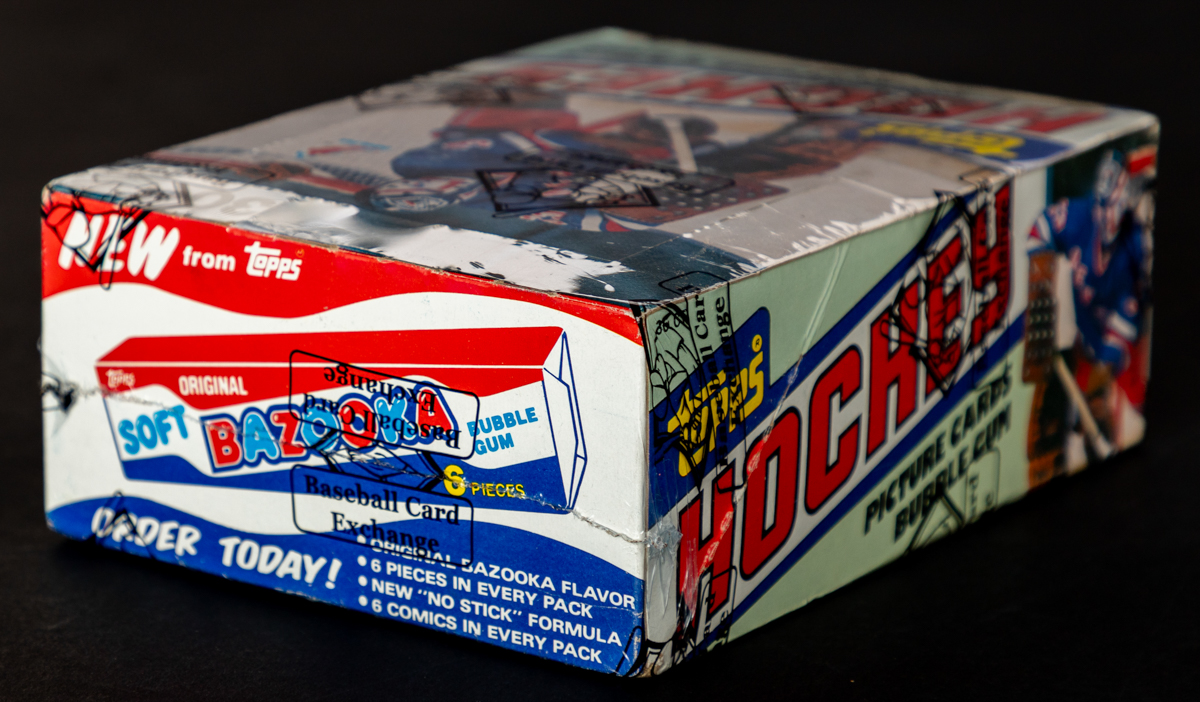 NEW from Topps
Topps
ORIGINAL
SOFT
BAZOOKA
BUBBLE
GUM
6 PIECES
Baseball Card
Exchange
Baseball Card
Exchange
ORDER TODAY!
• ORIGINAL BAZOOKA FLAVOR
• 6 PIECES IN EVERY PACK
• NEW "NO STICK" FORMULA
• 6 COMICS IN EVERY PACK
Topps®
HOCKEY
PICTURE CARDS
BUBBLE GUM
Topps